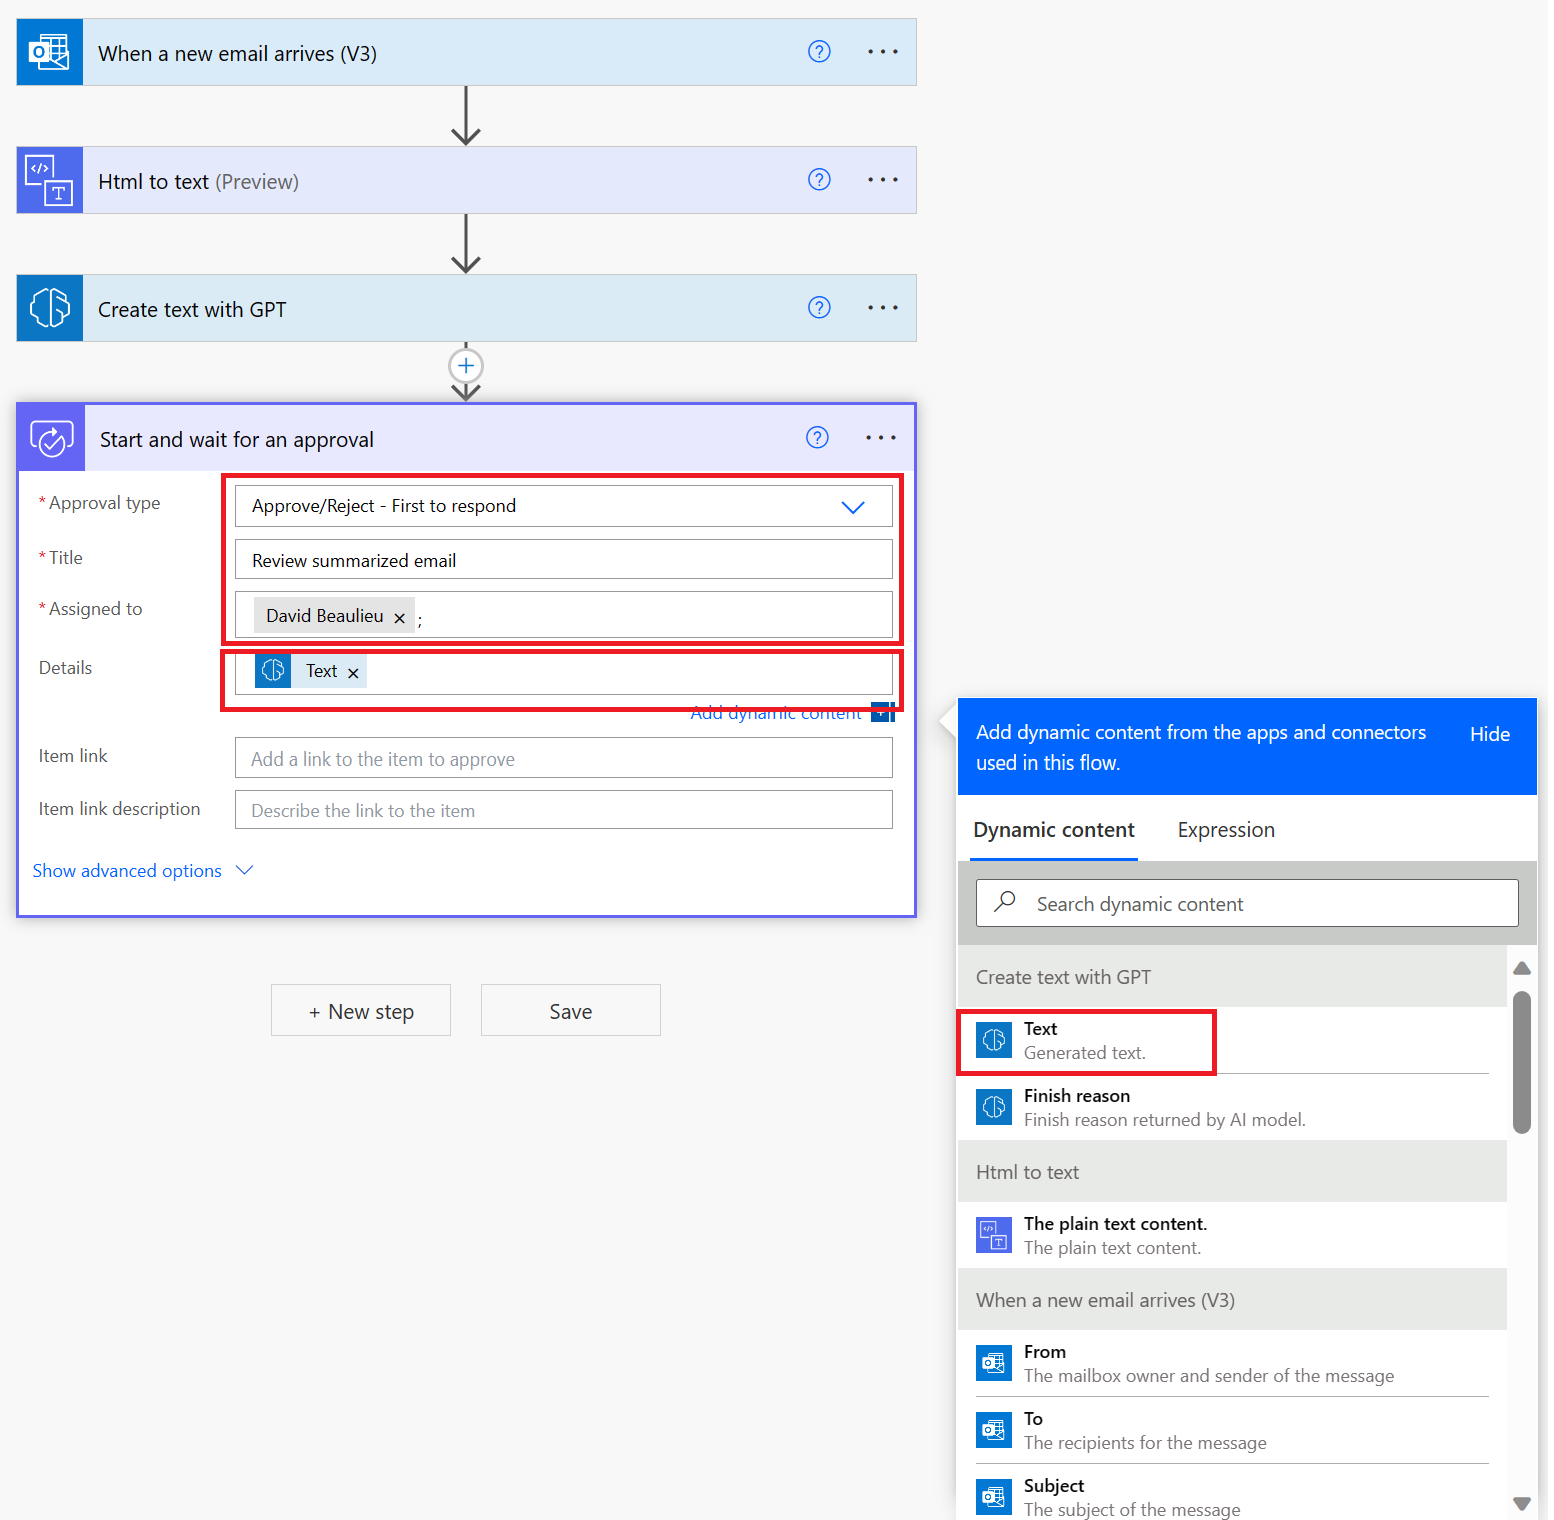 When a new email arrives (V3)
Html to text (Preview)
Create text with GPT
Start and wait for an approval
* Approval type
Approve/Reject - First to respond
* Title
Review summarized email
* Assigned to
David Beaulieu × ;
Details
Text ×
Add dynamic content
Item link
Add a link to the item to approve
Item link description
Describe the link to the item
Show advanced options
+ New step
Save
Add dynamic content from the apps and connectors
used in this flow.
Hide
Dynamic content
Expression
Search dynamic content
Create text with GPT
Text
Generated text.
Finish reason
Finish reason returned by AI model.
Html to text
The plain text content.
The plain text content.
When a new email arrives (V3)
From
The mailbox owner and sender of the message
To
The recipients for the message
Subject
The subject of the message